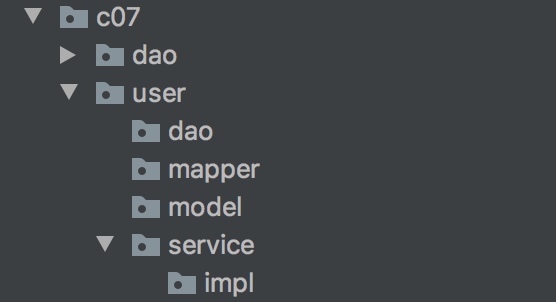 c07
dao
user
dao
mapper
model
service
impl